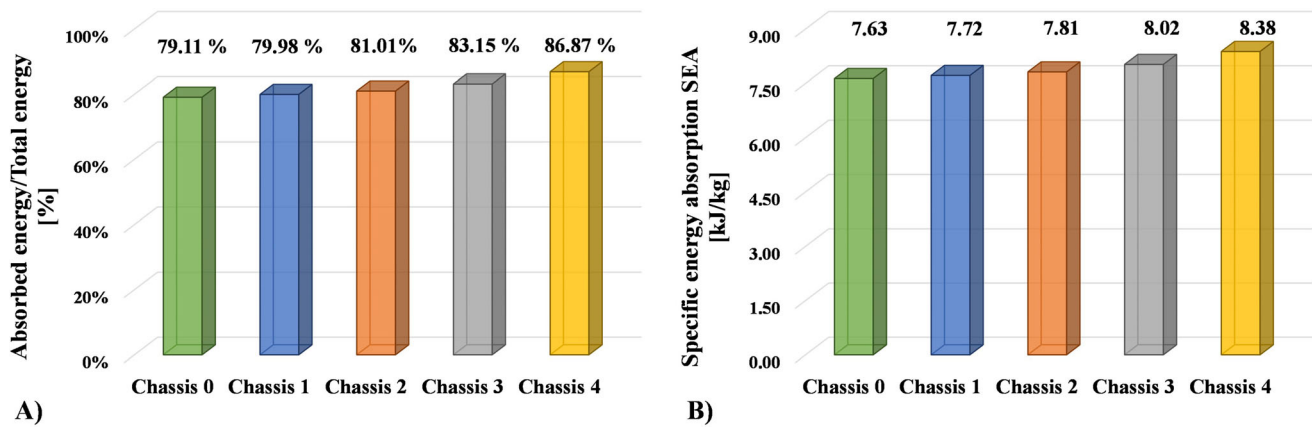 Absorbed energy/Total energy
[%]
100%
80%
60%
40%
20%
0%
79.11 %
79.98 %
81.01%
83.15 %
86.87 %
Chassis 0
Chassis 1
Chassis 2
Chassis 3
Chassis 4
A)
Specific energy absorption SEA
[kJ/kg]
9.00
7.50
6.00
4.50
3.00
1.50
0.00
7.63
7.72
7.81
8.02
8.38
Chassis 0
Chassis 1
Chassis 2
Chassis 3
Chassis 4
B)